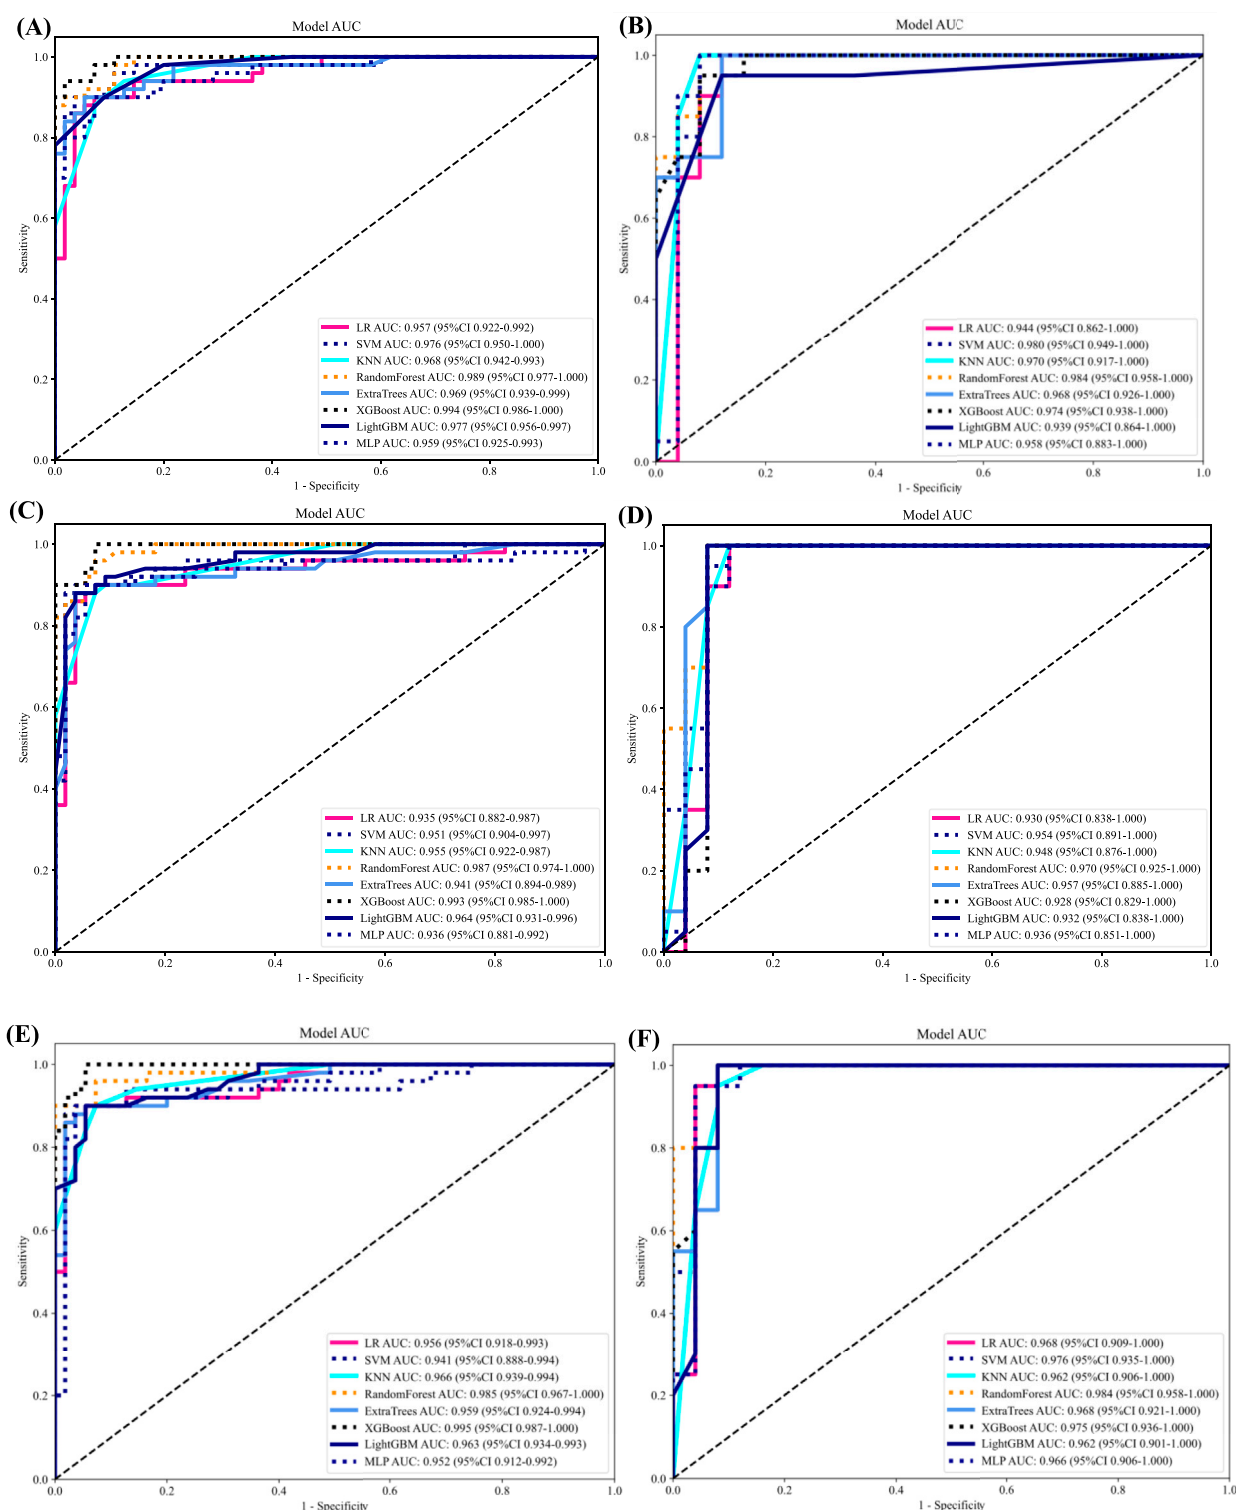 (A)
Model AUC
1.0
0.8
0.6
0.4
0.2
0.0
Sensitivity
LR AUC: 0.957 (95%CI 0.922-0.992)
SVM AUC: 0.976 (95%CI 0.950-1.000)
KNN AUC: 0.968 (95%CI 0.942-0.993)
RandomForest AUC: 0.989 (95%CI 0.977-1.000)
ExtraTrees AUC: 0.969 (95%CI 0.939-0.999)
XGBoost AUC: 0.994 (95%CI 0.986-1.000)
LightGBM AUC: 0.977 (95%CI 0.956-0.997)
MLP AUC: 0.959 (95%CI 0.925-0.993)
0.0 0.2 0.4 0.6 0.8 1.0
1 - Specificity
(B)
Model AUC
1.0
0.8
0.6
0.4
0.2
0.0
Sensitivity
LR AUC: 0.944 (95%CI 0.862-1.000)
SVM AUC: 0.980 (95%CI 0.949-1.000)
KNN AUC: 0.970 (95%CI 0.917-1.000)
RandomForest AUC: 0.984 (95%CI 0.958-1.000)
ExtraTrees AUC: 0.968 (95%CI 0.926-1.000)
XGBoost AUC: 0.974 (95%CI 0.938-1.000)
LightGBM AUC: 0.939 (95%CI 0.864-1.000)
MLP AUC: 0.958 (95%CI 0.883-1.000)
0.0 0.2 0.4 0.6 0.8 1.0
1 - Specificity
(C)
Model AUC
1.0
0.8
0.6
0.4
0.2
0.0
Sensitivity
LR AUC: 0.935 (95%CI 0.882-0.987)
SVM AUC: 0.951 (95%CI 0.904-0.997)
KNN AUC: 0.955 (95%CI 0.922-0.987)
RandomForest AUC: 0.987 (95%CI 0.974-1.000)
ExtraTrees AUC: 0.941 (95%CI 0.894-0.989)
XGBoost AUC: 0.993 (95%CI 0.985-1.000)
LightGBM AUC: 0.964 (95%CI 0.931-0.996)
MLP AUC: 0.936 (95%CI 0.881-0.992)
0.0 0.2 0.4 0.6 0.8 1.0
1 - Specificity
(D)
Model AUC
1.0
0.8
0.6
0.4
0.2
0.0
Sensitivity
LR AUC: 0.930 (95%CI 0.838-1.000)
SVM AUC: 0.954 (95%CI 0.891-1.000)
KNN AUC: 0.948 (95%CI 0.876-1.000)
RandomForest AUC: 0.970 (95%CI 0.925-1.000)
ExtraTrees AUC: 0.957 (95%CI 0.885-1.000)
XGBoost AUC: 0.928 (95%CI 0.829-1.000)
LightGBM AUC: 0.932 (95%CI 0.838-1.000)
MLP AUC: 0.936 (95%CI 0.851-1.000)
0.0 0.2 0.4 0.6 0.8 1.0
1 - Specificity
(E)
Model AUC
1.0
0.8
0.6
0.4
0.2
0.0
Sensitivity
LR AUC: 0.956 (95%CI 0.918-0.993)
SVM AUC: 0.941 (95%CI 0.888-0.994)
KNN AUC: 0.966 (95%CI 0.939-0.994)
RandomForest AUC: 0.985 (95%CI 0.967-1.000)
ExtraTrees AUC: 0.959 (95%CI 0.924-0.994)
XGBoost AUC: 0.995 (95%CI 0.987-1.000)
LightGBM AUC: 0.963 (95%CI 0.934-0.993)
MLP AUC: 0.952 (95%CI 0.912-0.992)
0.0 0.2 0.4 0.6 0.8 1.0
1 - Specificity
(F)
Model AUC
1.0
0.8
0.6
0.4
0.2
0.0
Sensitivity
LR AUC: 0.968 (95%CI 0.909-1.000)
SVM AUC: 0.976 (95%CI 0.935-1.000)
KNN AUC: 0.962 (95%CI 0.906-1.000)
RandomForest AUC: 0.984 (95%CI 0.958-1.000)
ExtraTrees AUC: 0.968 (95%CI 0.921-1.000)
XGBoost AUC: 0.975 (95%CI 0.936-1.000)
LightGBM AUC: 0.962 (95%CI 0.901-1.000)
MLP AUC: 0.966 (95%CI 0.906-1.000)
0.0 0.2 0.4 0.6 0.8 1.0
1 - Specificity